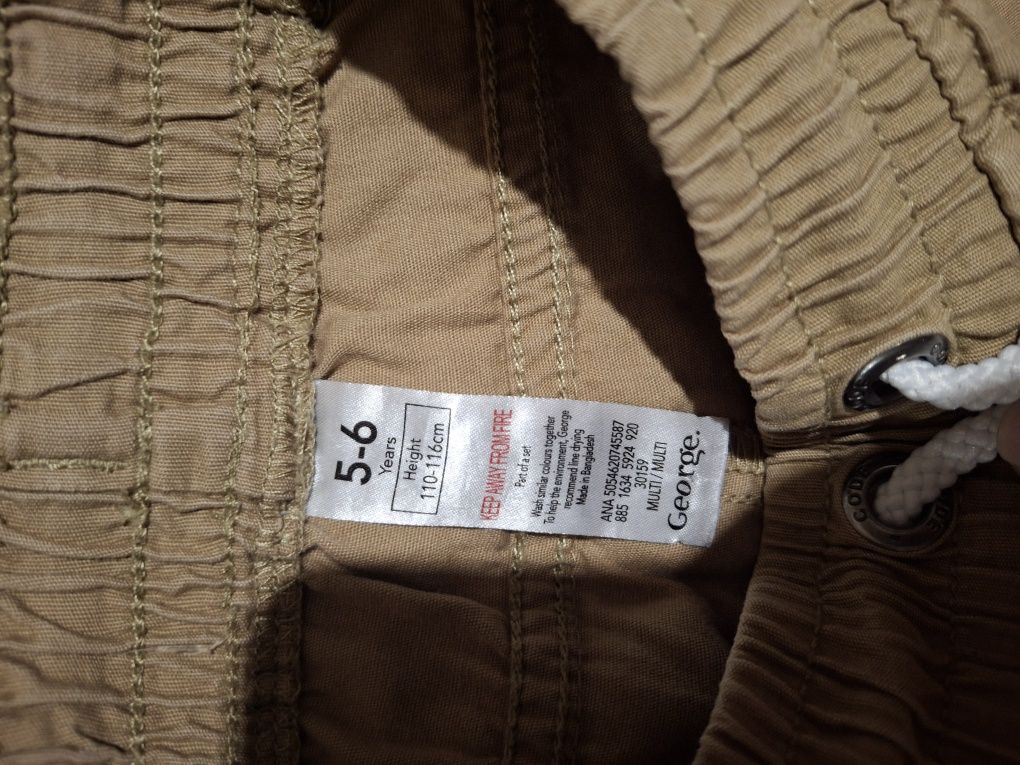 5-6
Years
Height
110-116cm
KEEP AWAY FROM FIRE
Part of a set
Wash similar colours together
To help the environment, George
recommend line drying
Made in Bangladesh
ANA 5054620745587
885 1634 5924 920
30159
MULTI / MULTI
George.